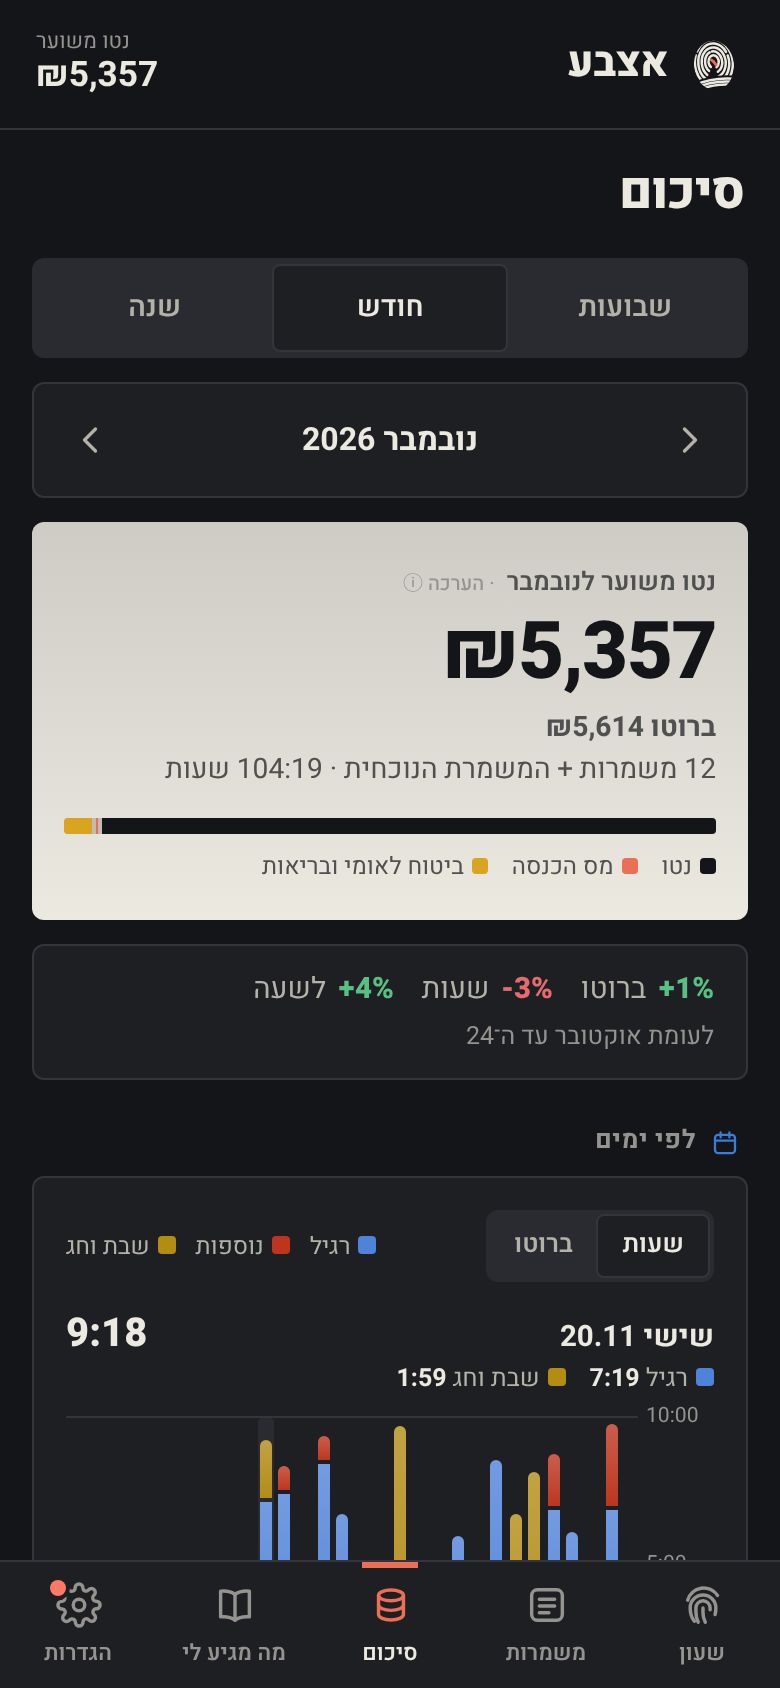 אצבע
נטו משוער
₪5,357
סיכום
שבועות
חודש
שנה
נובמבר 2026
נטו משוער לנובמבר · הערכה
₪5,357
ברוטו ₪5,614
12 משמרות + המשמרת הנוכחית · 104:19 שעות
נטו מס הכנסה ביטוח לאומי ובריאות
+1% ברוטו -3% שעות +4% לשעה
לעומת אוקטובר עד ה־24
לפי ימים
שעות ברוטו
רגיל נוספות שבת וחג
שישי 20.11
9:18
רגיל 7:19 שבת וחג 1:59
10:00
5:00
שעון
משמרות
סיכום
מה מגיע לי
הגדרות